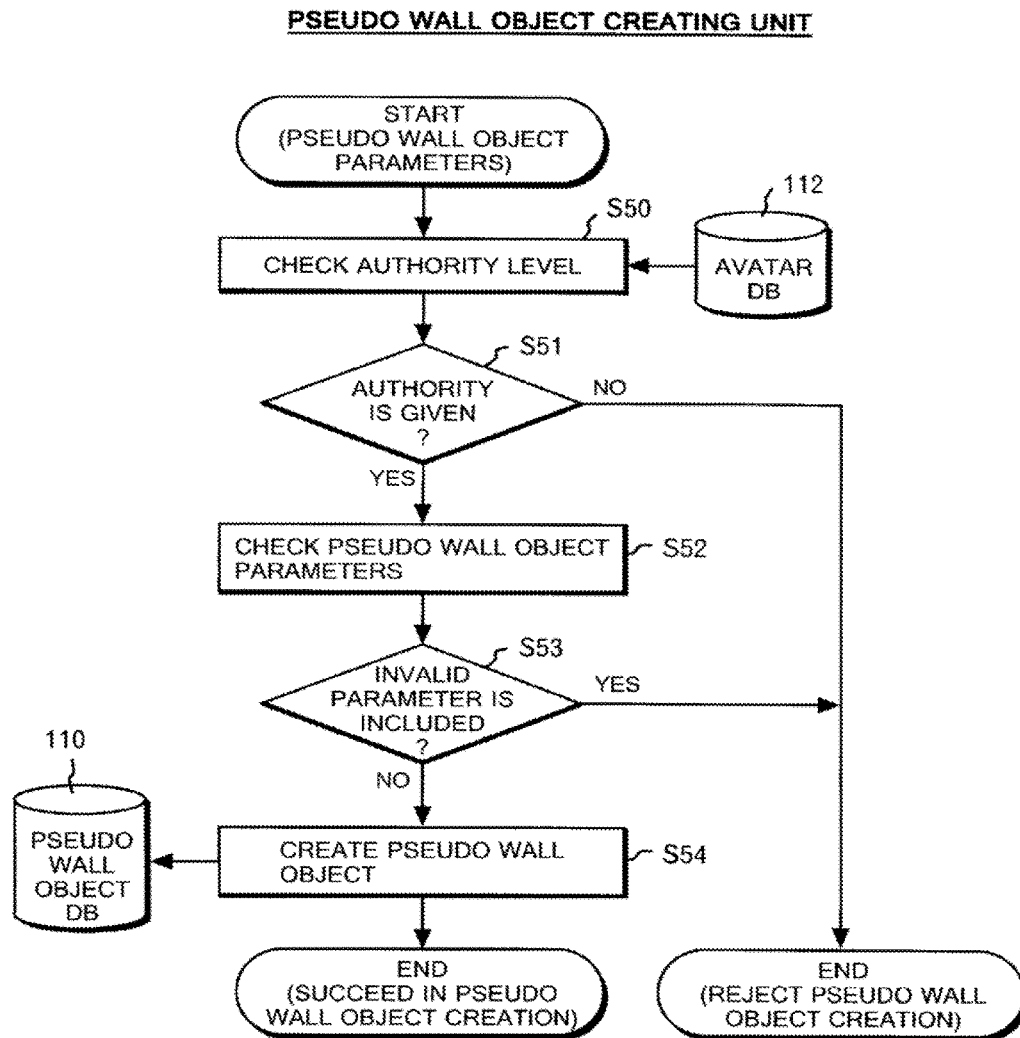 PSEUDO WALL OBJECT CREATING UNIT
START
(PSEUDO WALL OBJECT
PARAMETERS)
S50
CHECK AUTHORITY LEVEL
112
AVATAR
DB
S51
AUTHORITY
IS GIVEN
?
NO
YES
CHECK PSEUDO WALL OBJECT
PARAMETERS
S52
S53
INVALID
PARAMETER IS
INCLUDED
?
YES
NO
110
PSEUDO
WALL
OBJECT
DB
CREATE PSEUDO WALL
OBJECT
S54
END
(SUCCEED IN PSEUDO
WALL OBJECT CREATION)
END
(REJECT PSEUDO WALL
OBJECT CREATION)